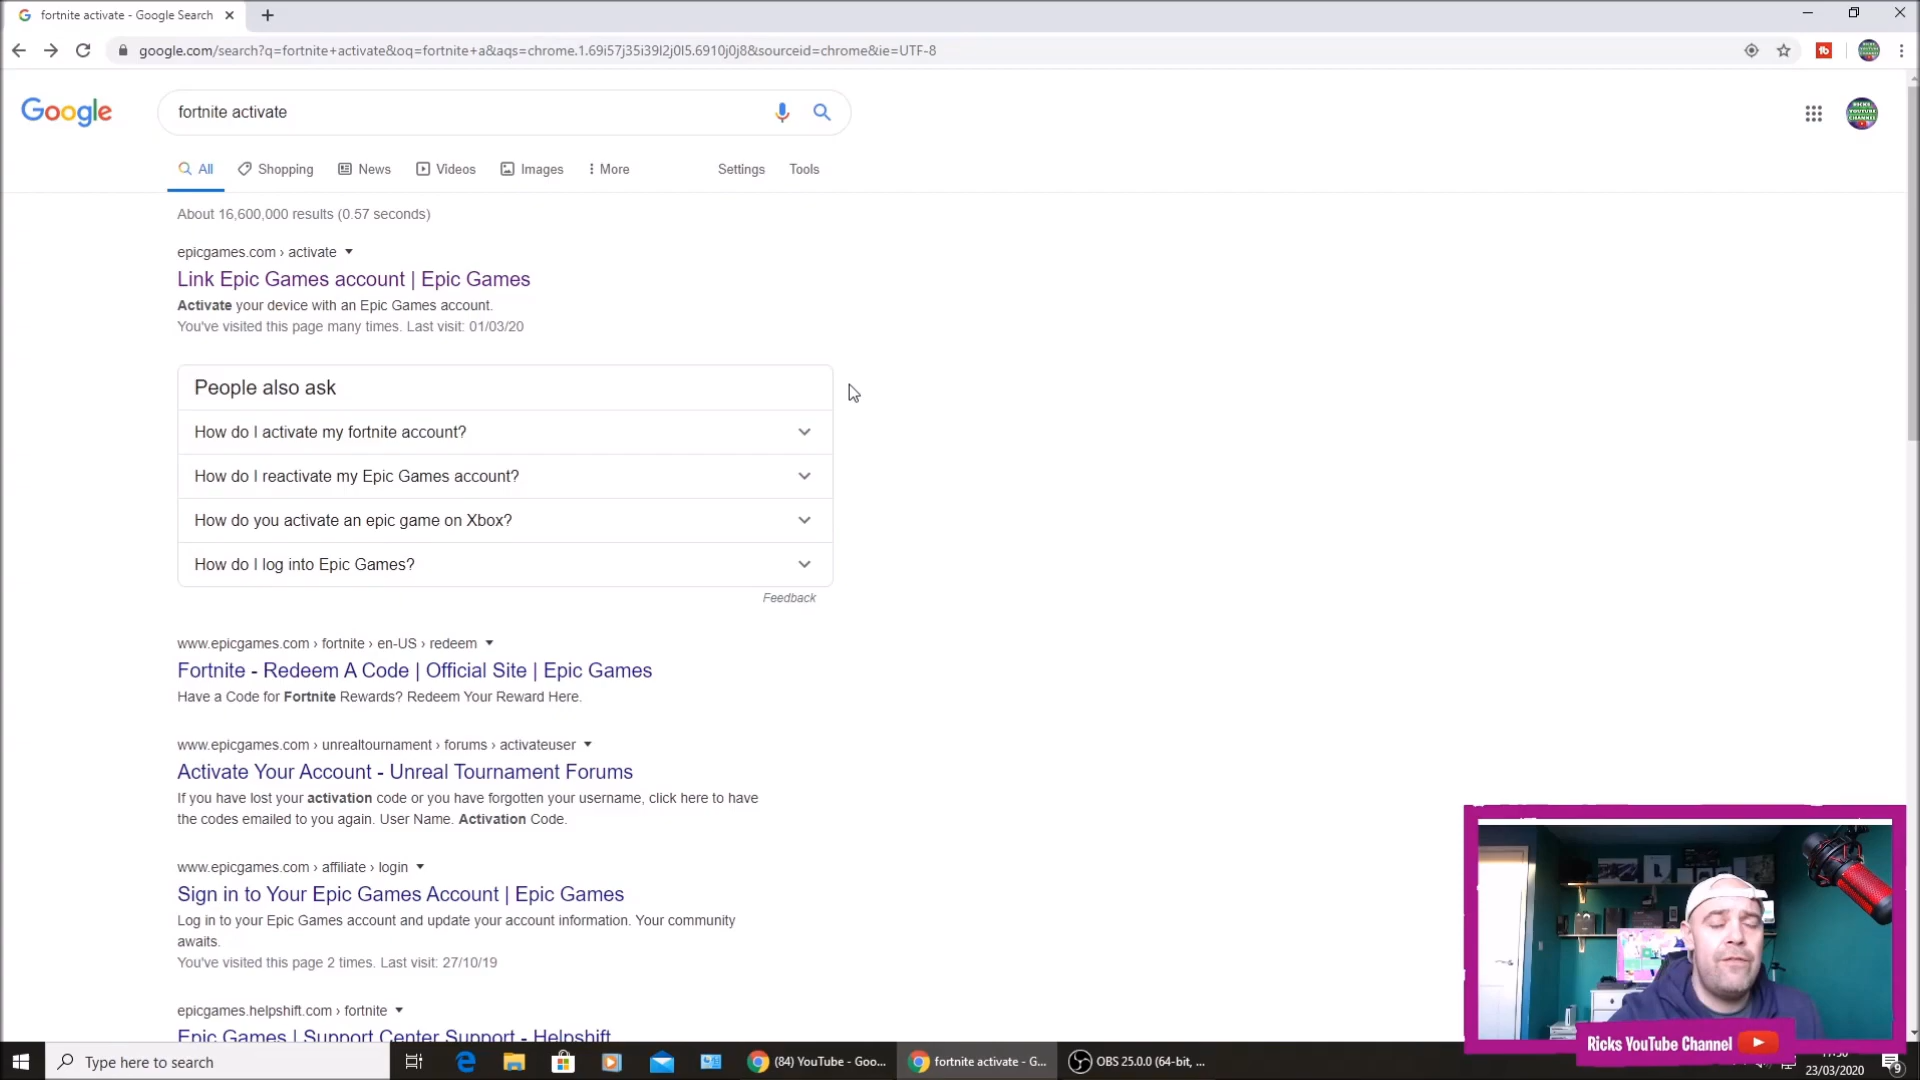 fortnite activate - Google Search
google.com/search?q=fortnite+activate&oq=fortnite+a&aqs=chrome.1.69i57j35i39l2j0l5.6910j0j8&sourceid=chrome&ie=UTF-8
Google
fortnite activate
All
Shopping
News
Videos
Images
More
Settings
Tools
About 16,600,000 results (0.57 seconds)
epicgames.com › activate
Link Epic Games account | Epic Games
Activate your device with an Epic Games account.
You've visited this page many times. Last visit: 01/03/20
People also ask
How do I activate my fortnite account?
How do I reactivate my Epic Games account?
How do you activate an epic game on Xbox?
How do I log into Epic Games?
Feedback
www.epicgames.com › fortnite › en-US › redeem
Fortnite - Redeem A Code | Official Site | Epic Games
Have a Code for Fortnite Rewards? Redeem Your Reward Here.
www.epicgames.com › unrealtournament › forums › activateuser
Activate Your Account - Unreal Tournament Forums
If you have lost your activation code or you have forgotten your username, click here to have
the codes emailed to you again. User Name. Activation Code.
www.epicgames.com › affiliate › login
Sign in to Your Epic Games Account | Epic Games
Log in to your Epic Games account and update your account information. Your community
awaits.
You've visited this page 2 times. Last visit: 27/10/19
epicgames.helpshift.com › fortnite
Epic Games | Support Center Support - Helpshift
Ricks YouTube Channel
Type here to search
(84) YouTube - Goo...
fortnite activate - G...
OBS 25.0.0 (64-bit, ...
23/03/2020
9